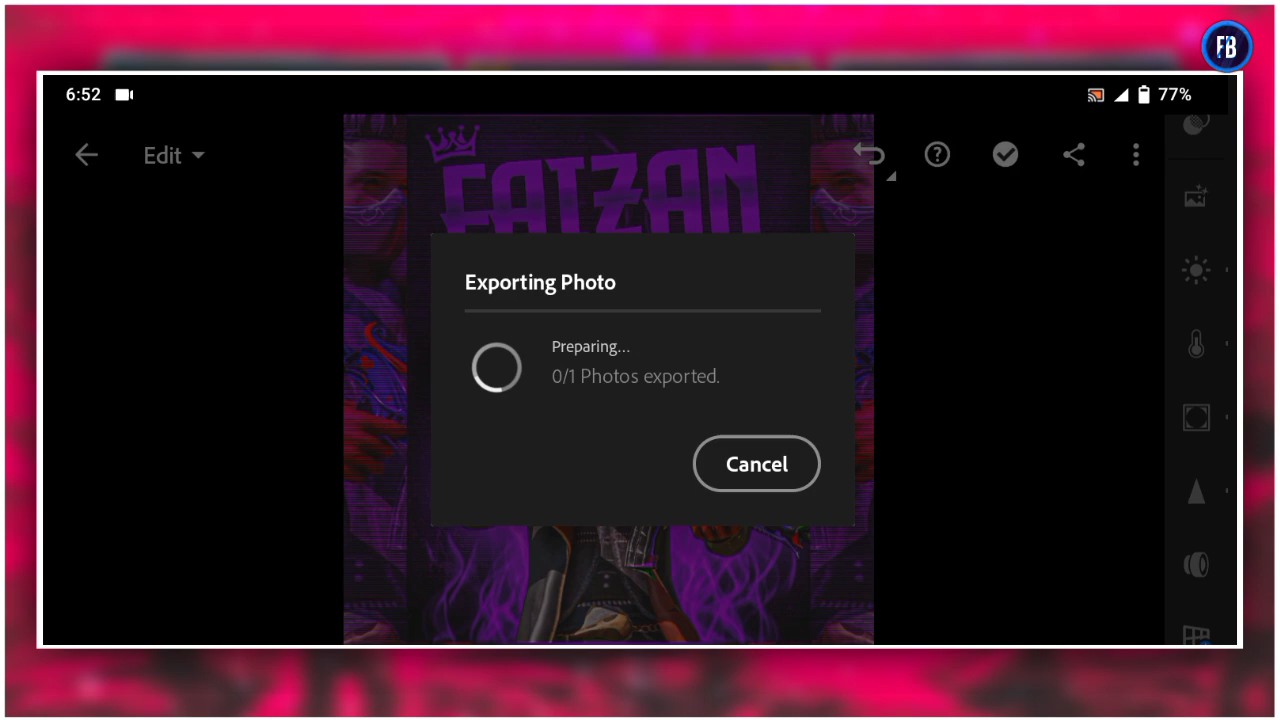 FB
6:52 77%
Edit
FAIZAN
Exporting Photo
Preparing...
0/1 Photos exported.
Cancel